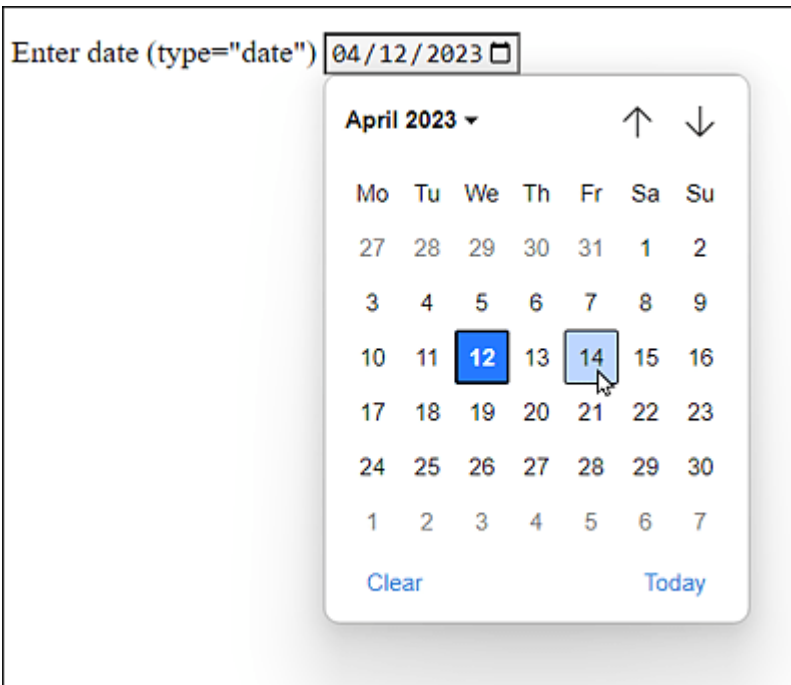 Enter date (type="date") 04/12/2023
April 2023
Mo Tu We Th Fr Sa Su
27 28 29 30 31 1 2
3 4 5 6 7 8 9
10 11 12 13 14 15 16
17 18 19 20 21 22 23
24 25 26 27 28 29 30
1 2 3 4 5 6 7
Clear Today